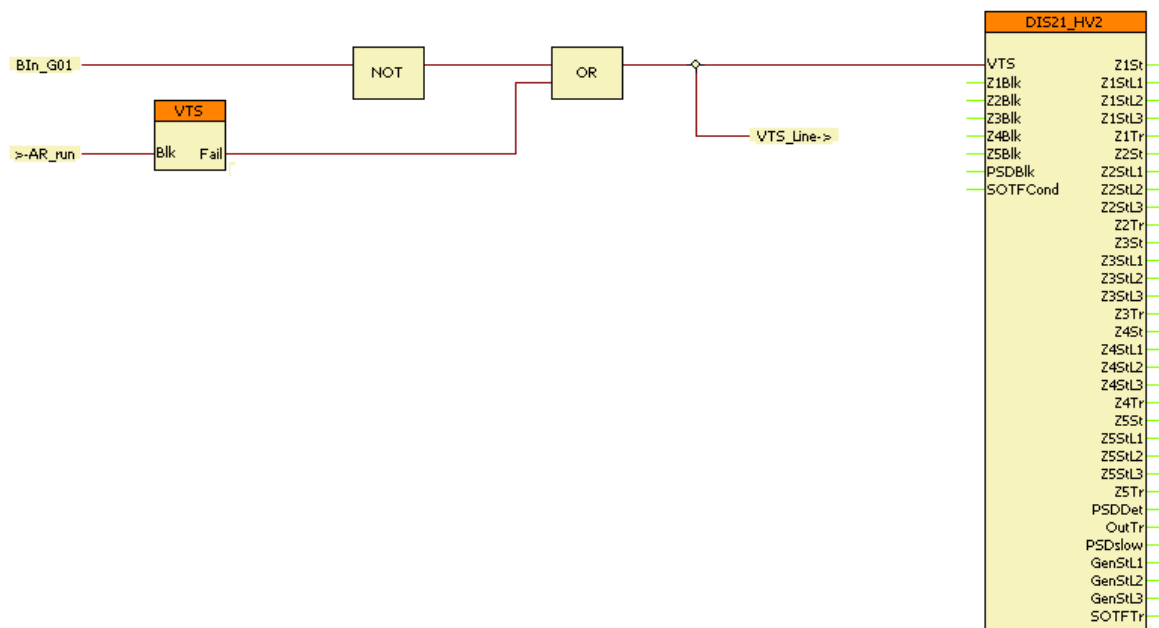 DIS21_HV2
BIn_G01
NOT
OR
VTS
Blk Fail
>-AR_run
VTS_Line->
VTS Z1St
Z1Blk Z1StL1
Z2Blk Z1StL2
Z3Blk Z1StL3
Z4Blk Z1Tr
Z5Blk Z2St
PSDBlk Z2StL1
SOTFCond Z2StL2
Z2StL3
Z2Tr
Z3St
Z3StL1
Z3StL2
Z3StL3
Z3Tr
Z4St
Z4StL1
Z4StL2
Z4StL3
Z4Tr
Z5St
Z5StL1
Z5StL2
Z5StL3
Z5Tr
PSDDet
OutTr
PSDslow
GenStL1
GenStL2
GenStL3
SOTFTr